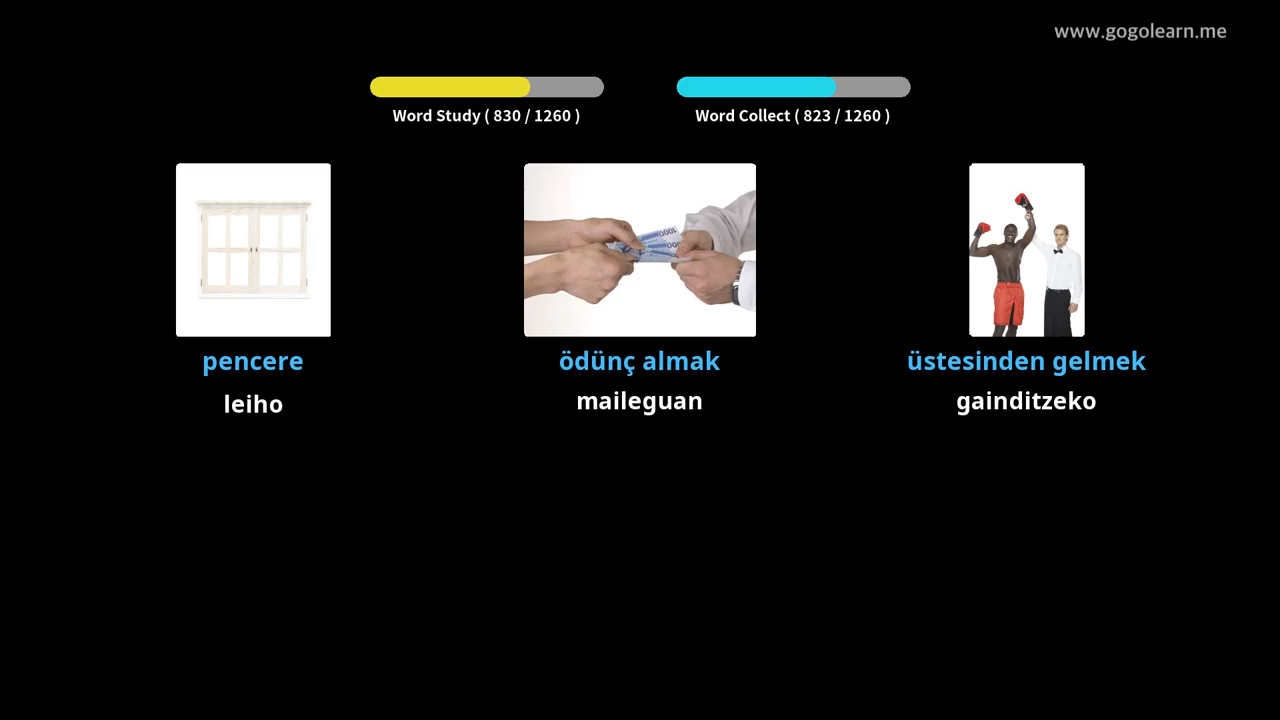 www.gogolearn.me
Word Study ( 830 / 1260 )
Word Collect ( 823 / 1260 )
pencere
ödünç almak
üstesinden gelmek
leiho
maileguan
gainditzeko